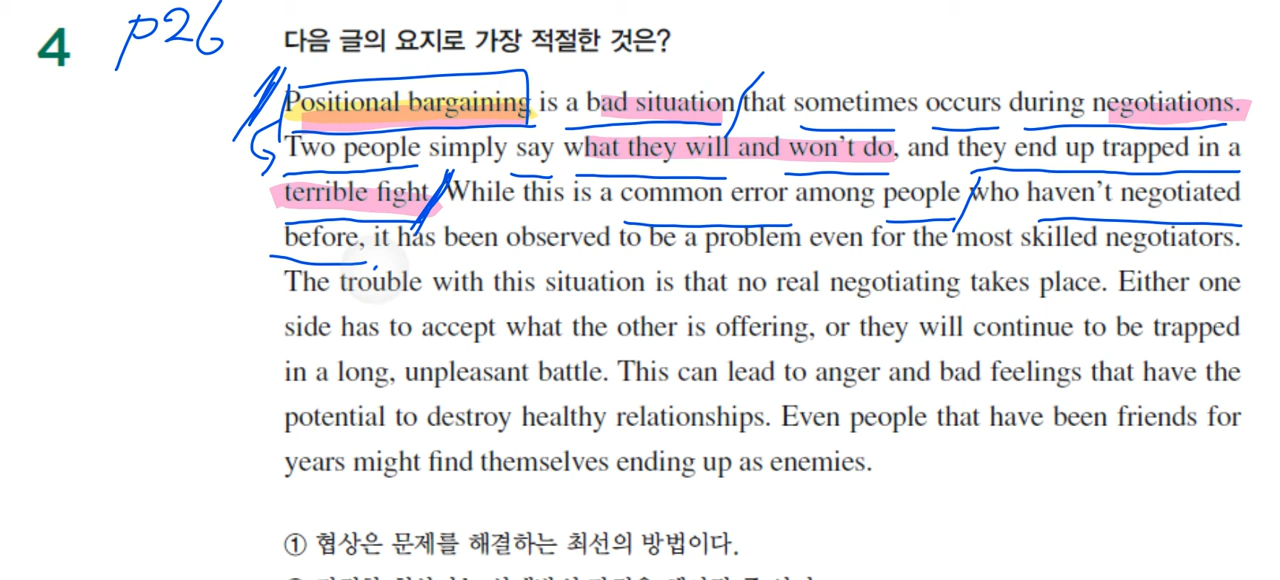 p26
4 다음 글의 요지로 가장 적절한 것은?
Positional bargaining is a bad situation that sometimes occurs during negotiations.
Two people simply say what they will and won't do, and they end up trapped in a
terrible fight. While this is a common error among people who haven't negotiated
before, it has been observed to be a problem even for the most skilled negotiators.
The trouble with this situation is that no real negotiating takes place. Either one
side has to accept what the other is offering, or they will continue to be trapped
in a long, unpleasant battle. This can lead to anger and bad feelings that have the
potential to destroy healthy relationships. Even people that have been friends for
years might find themselves ending up as enemies.
① 협상은 문제를 해결하는 최선의 방법이다.